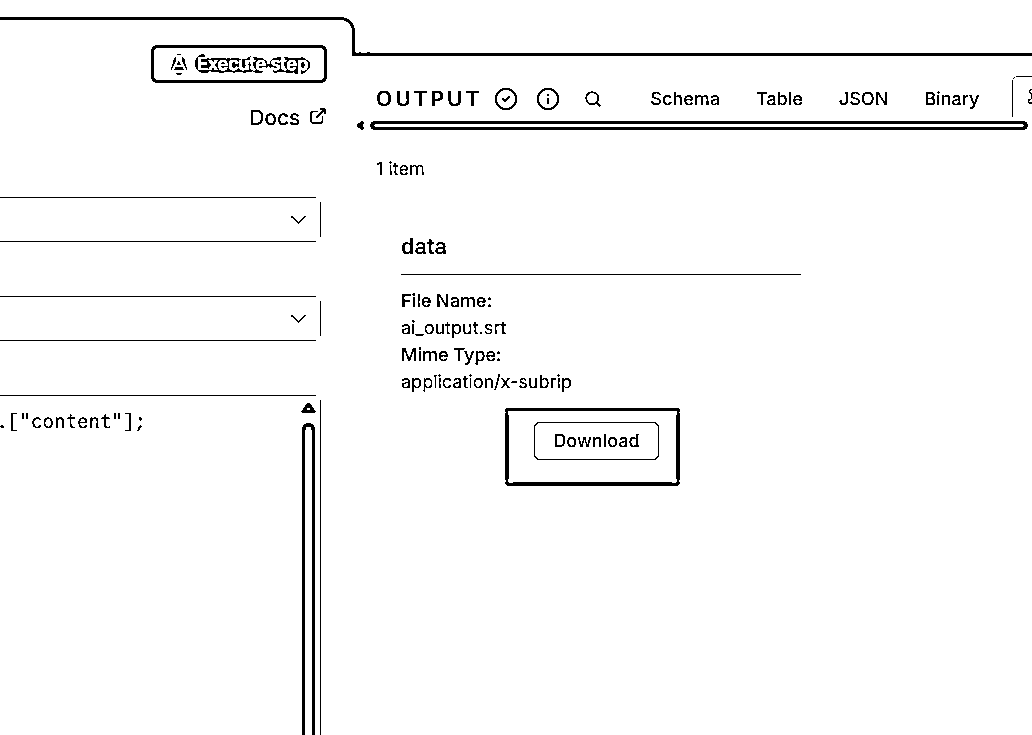 Execute step
Docs
.["content"];
OUTPUT
Schema Table JSON Binary
1 item
data
File Name:
ai_output.srt
Mime Type:
application/x-subrip
Download